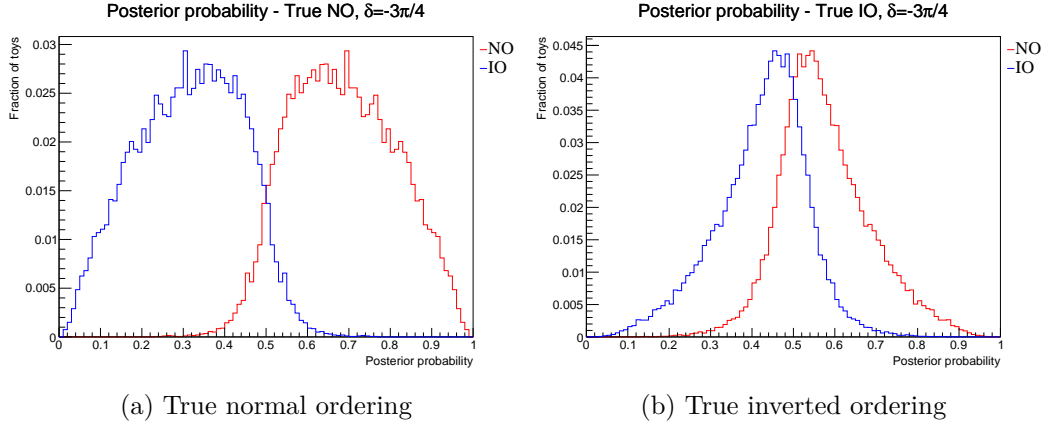 Posterior probability - True NO, δ=-3π/4
Fraction of toys
0.03
0.025
0.02
0.015
0.01
0.005
0
0 0.1 0.2 0.3 0.4 0.5 0.6 0.7 0.8 0.9 1
Posterior probability
NO
IO
(a) True normal ordering
Posterior probability - True IO, δ=-3π/4
Fraction of toys
0.045
0.04
0.035
0.03
0.025
0.02
0.015
0.01
0.005
0
0 0.1 0.2 0.3 0.4 0.5 0.6 0.7 0.8 0.9 1
Posterior probability
NO
IO
(b) True inverted ordering